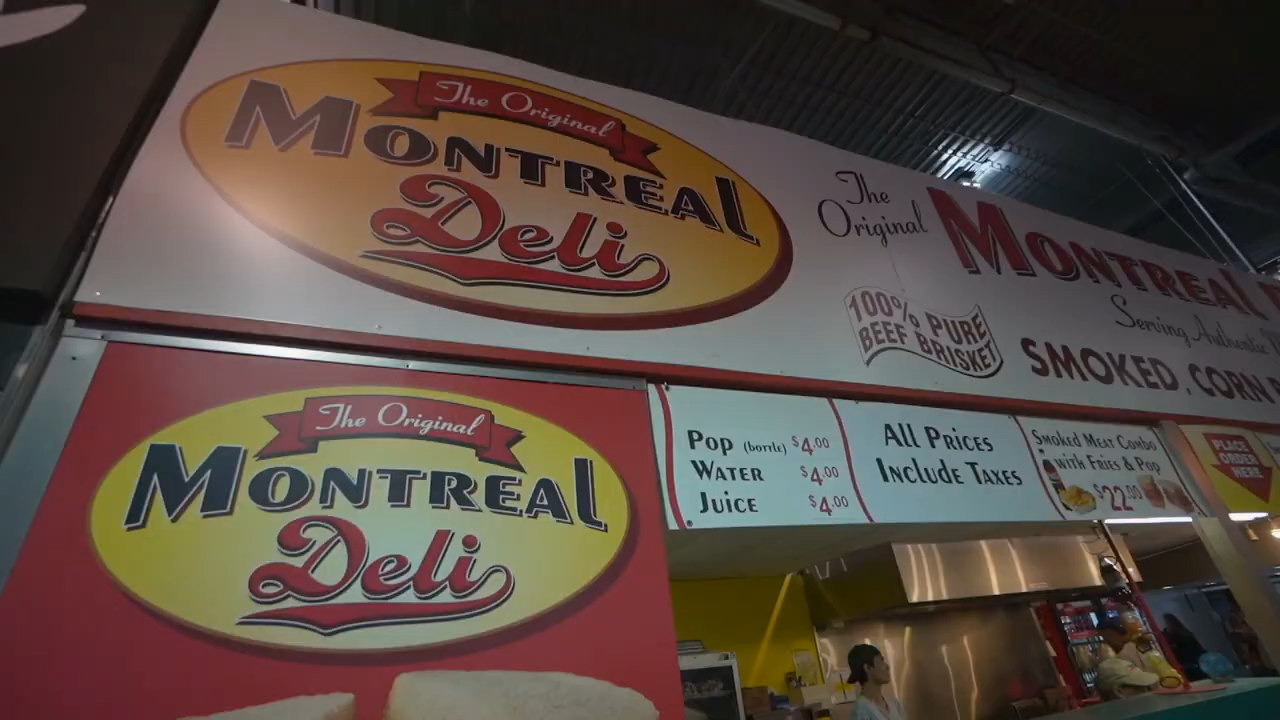 The Original
MONTREAL
Deli
The
Original
MONTREAL
Serving Authentic
100% PURE
BEEF BRISKET
SMOKED, CORN
The Original
MONTREAL
Deli
POP (bottle) $4.00
WATER $4.00
JUICE $4.00
ALL PRICES
INCLUDE TAXES
SMOKED MEAT COMBO
WITH FRIES & POP
$22.00
PLACE
ORDER
HERE